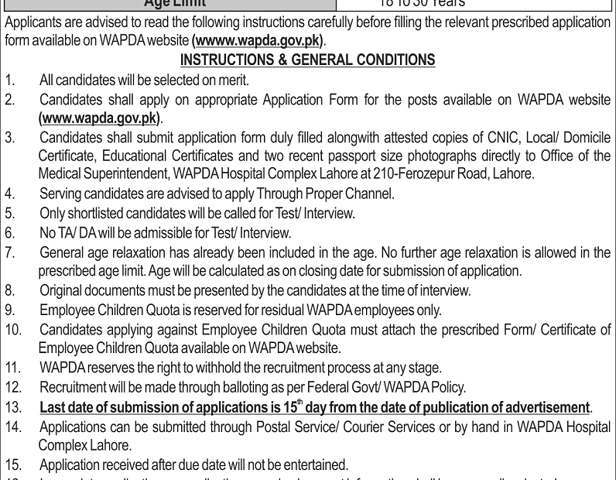 Age Limit 18 To 30 Years
Applicants are advised to read the following instructions carefully before filling the relevant prescribed application
form available on WAPDA website (wwww.wapda.gov.pk).
INSTRUCTIONS & GENERAL CONDITIONS
1. All candidates will be selected on merit.
2. Candidates shall apply on appropriate Application Form for the posts available on WAPDA website
(www.wapda.gov.pk).
3. Candidates shall submit application form duly filled alongwith attested copies of CNIC, Local/ Domicile
Certificate, Educational Certificates and two recent passport size photographs directly to Office of the
Medical Superintendent, WAPDA Hospital Complex Lahore at 210-Ferozepur Road, Lahore.
4. Serving candidates are advised to apply Through Proper Channel.
5. Only shortlisted candidates will be called for Test/ Interview.
6. No TA/ DA will be admissible for Test/ Interview.
7. General age relaxation has already been included in the age. No further age relaxation is allowed in the
prescribed age limit. Age will be calculated as on closing date for submission of application.
8. Original documents must be presented by the candidates at the time of interview.
9. Employee Children Quota is reserved for residual WAPDA employees only.
10. Candidates applying against Employee Children Quota must attach the prescribed Form/ Certificate of
Employee Children Quota available on WAPDA website.
11. WAPDA reserves the right to withhold the recruitment process at any stage.
12. Recruitment will be made through balloting as per Federal Govt/ WAPDA Policy.
13. Last date of submission of applications is 15th day from the date of publication of advertisement.
14. Applications can be submitted through Postal Service/ Courier Services or by hand in WAPDA Hospital
Complex Lahore.
15. Application received after due date will not be entertained.